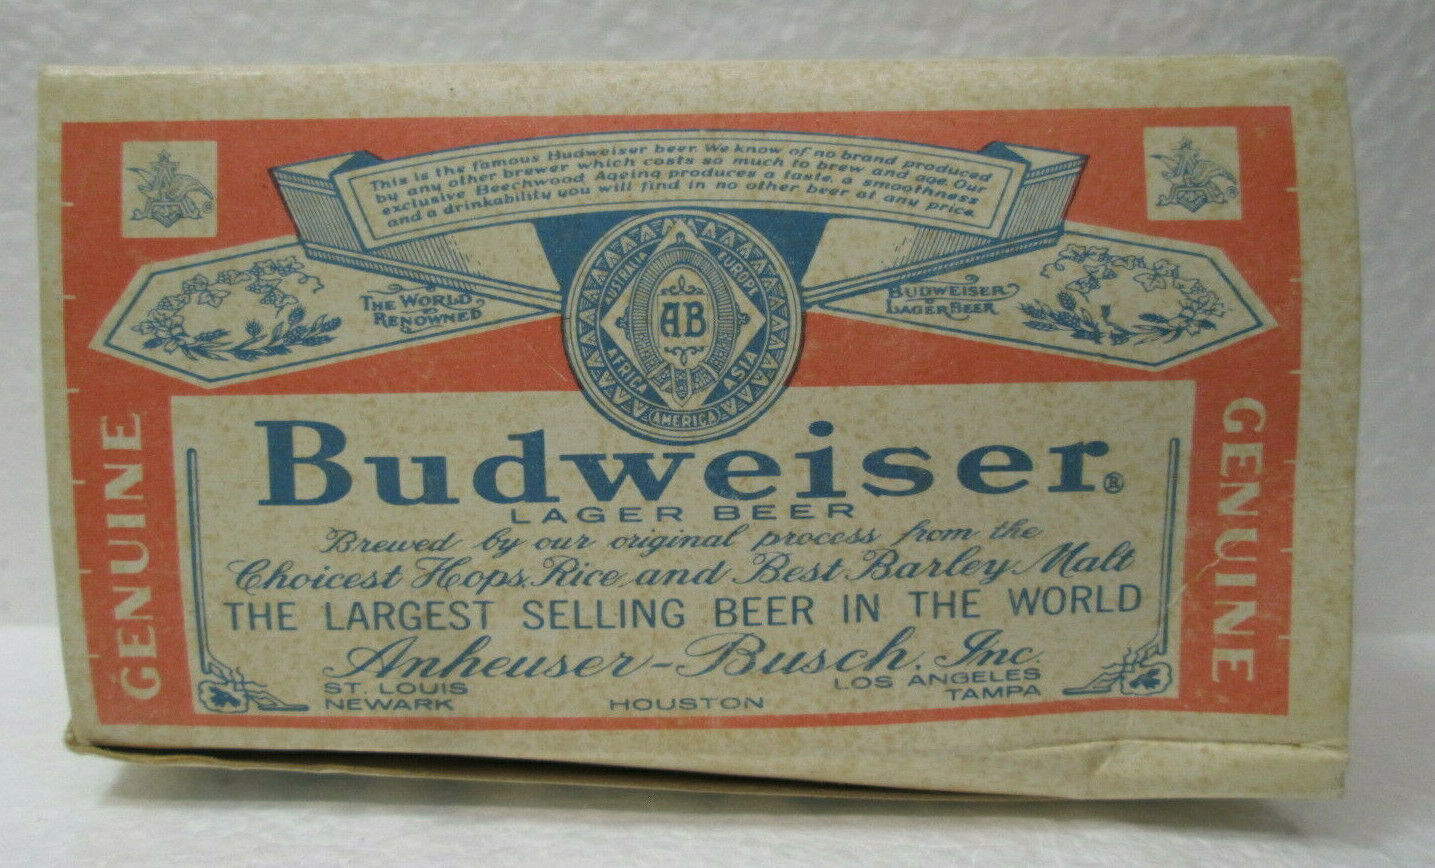 This is the famous Budweiser beer. We know of no brand produced
by any other brewer which costs so much to brew and age. Our
exclusive Beechwood Ageing produces a taste, a smoothness
and a drinkability you will find in no other beer at any price.
THE WORLD
RENOWNED
BUDWEISER
LAGER BEER
AUSTRALIA
EUROPE
AB
AFRICA
ASIA
AMERICA
GENUINE
GENUINE
Budweiser®
LAGER BEER
Brewed by our original process from the
Choicest Hops, Rice and Best Barley Malt
THE LARGEST SELLING BEER IN THE WORLD
Anheuser-Busch, Inc.
ST. LOUIS
LOS ANGELES
NEWARK
HOUSTON
TAMPA